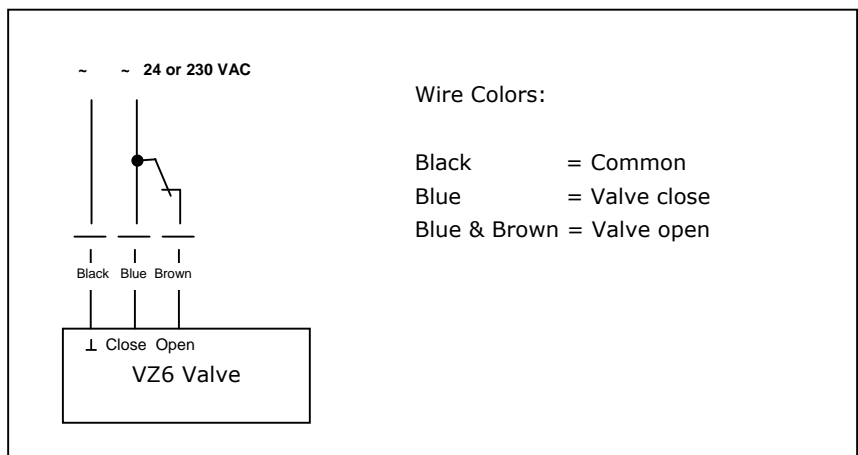 ~ ~ 24 or 230 VAC
Wire Colors:
Black = Common
Blue = Valve close
Blue & Brown = Valve open
Black Blue Brown
⊥ Close Open
VZ6 Valve